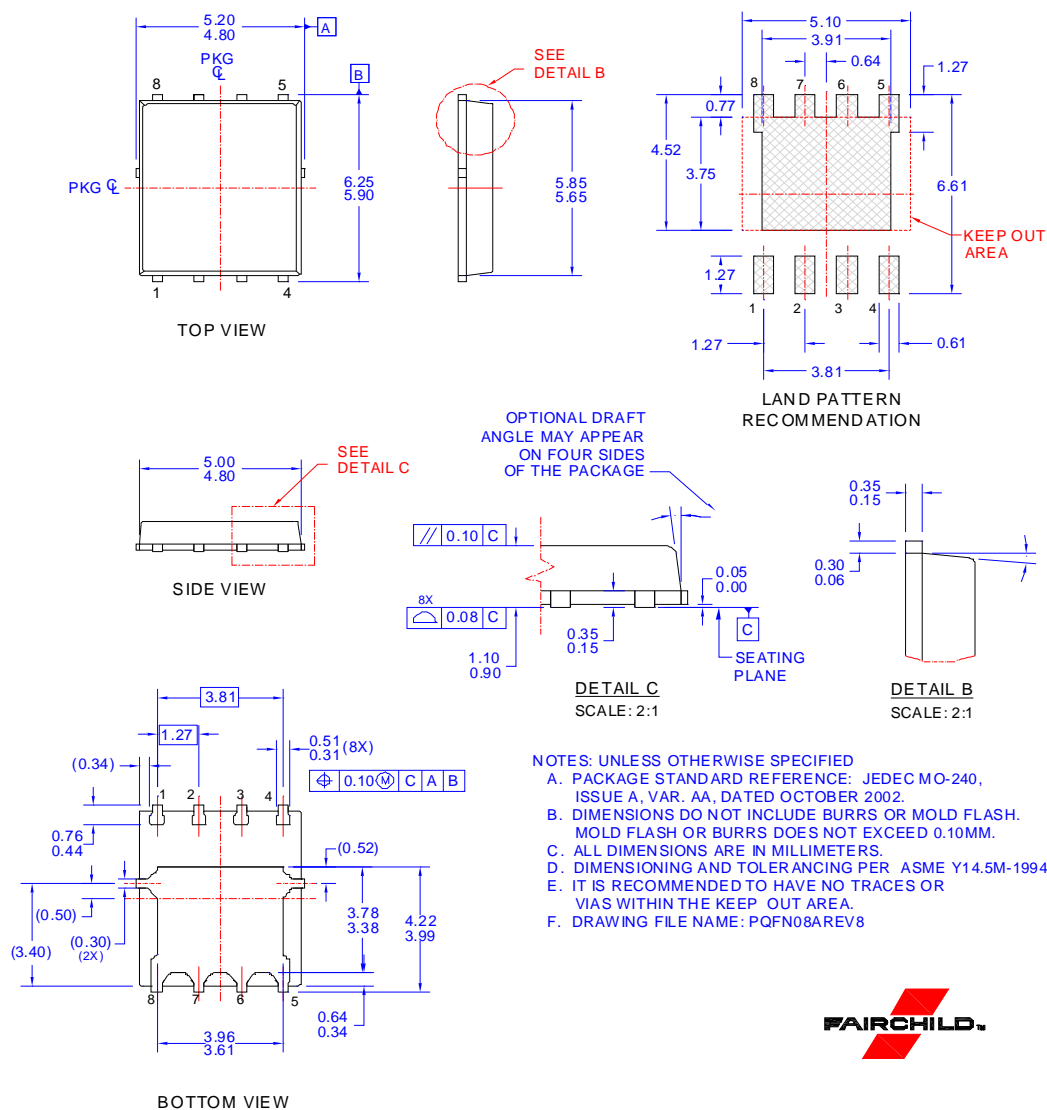 5.20
4.80
A
PKG
CL
B
8
5
PKG CL
6.25
5.90
1
4
TOP VIEW
SEE
DETAIL B
5.85
5.65
5.10
3.91
0.64
1.27
8
7
6
5
0.77
4.52
3.75
6.61
KEEP OUT
AREA
1.27
1
2
3
4
1.27
0.61
3.81
LAND PATTERN
RECOMMENDATION
5.00
4.80
SEE
DETAIL C
SIDE VIEW
OPTIONAL DRAFT
ANGLE MAY APPEAR
ON FOUR SIDES
OF THE PACKAGE
// 0.10 C
8X
⌓ 0.08 C
1.10
0.90
0.35
0.15
0.05
0.00
C
SEATING
PLANE
DETAIL C
SCALE: 2:1
0.35
0.15
0.30
0.06
DETAIL B
SCALE: 2:1
3.81
1.27
0.51
0.31 (8X)
⌖ 0.10Ⓜ C A B
(0.34)
1
2
3
4
0.76
0.44
(0.52)
(0.50)
(0.30)
(2X)
(3.40)
3.78
3.38
4.22
3.99
8
7
6
5
0.64
0.34
3.96
3.61
BOTTOM VIEW
NOTES: UNLESS OTHERWISE SPECIFIED
A. PACKAGE STANDARD REFERENCE: JEDEC MO-240,
ISSUE A, VAR. AA, DATED OCTOBER 2002.
B. DIMENSIONS DO NOT INCLUDE BURRS OR MOLD FLASH.
MOLD FLASH OR BURRS DOES NOT EXCEED 0.10MM.
C. ALL DIMENSIONS ARE IN MILLIMETERS.
D. DIMENSIONING AND TOLERANCING PER ASME Y14.5M-1994
E. IT IS RECOMMENDED TO HAVE NO TRACES OR
VIAS WITHIN THE KEEP OUT AREA.
F. DRAWING FILE NAME: PQFN08AREV8
FAIRCHILD™